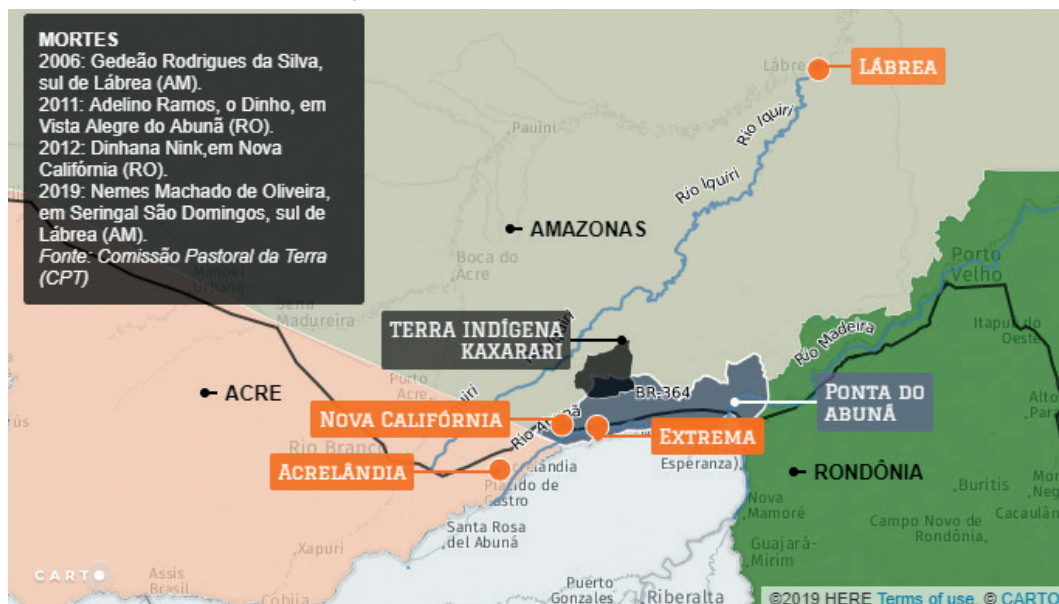 MORTES
2006: Gedeão Rodrigues da Silva,
sul de Lábrea (AM).
2011: Adelino Ramos, o Dinho, em
Vista Alegre do Abunã (RO).
2012: Dinhana Nink,em Nova
Califórnia (RO).
2019: Nemes Machado de Oliveira,
em Seringal São Domingos, sul de
Lábrea (AM).
Fonte: Comissão Pastoral da Terra
(CPT)
LÁBREA
Rio Iquiri
Pauini
Rio Iquiri
AMAZONAS
Boca do
Acre
Porto
Velho
Manoel
Urbano
Sena
Madureira
Itapuã do
Oeste
TERRA INDÍGENA
KAXARARI
Rio Madeira
ACRE
Porto
Acre
BR-364
PONTA DO
ABUNÃ
Alto
NOVA CALIFÓRNIA
Rio Abunã
EXTREMA
Rio Branco
ACRELÂNDIA
Plácido de
Castro
Esperanza)
RONDÔNIA
Buritis
Nova
Mamoré
Campo Novo de
Rondônia
Santa Rosa
del Abuná
Xapuri
Guajará-
Mirim
CARTO
Assis
Brasil
Cobija
Puerto
Gonzales
Riberalta
©2019 HERE Terms of use © CARTO